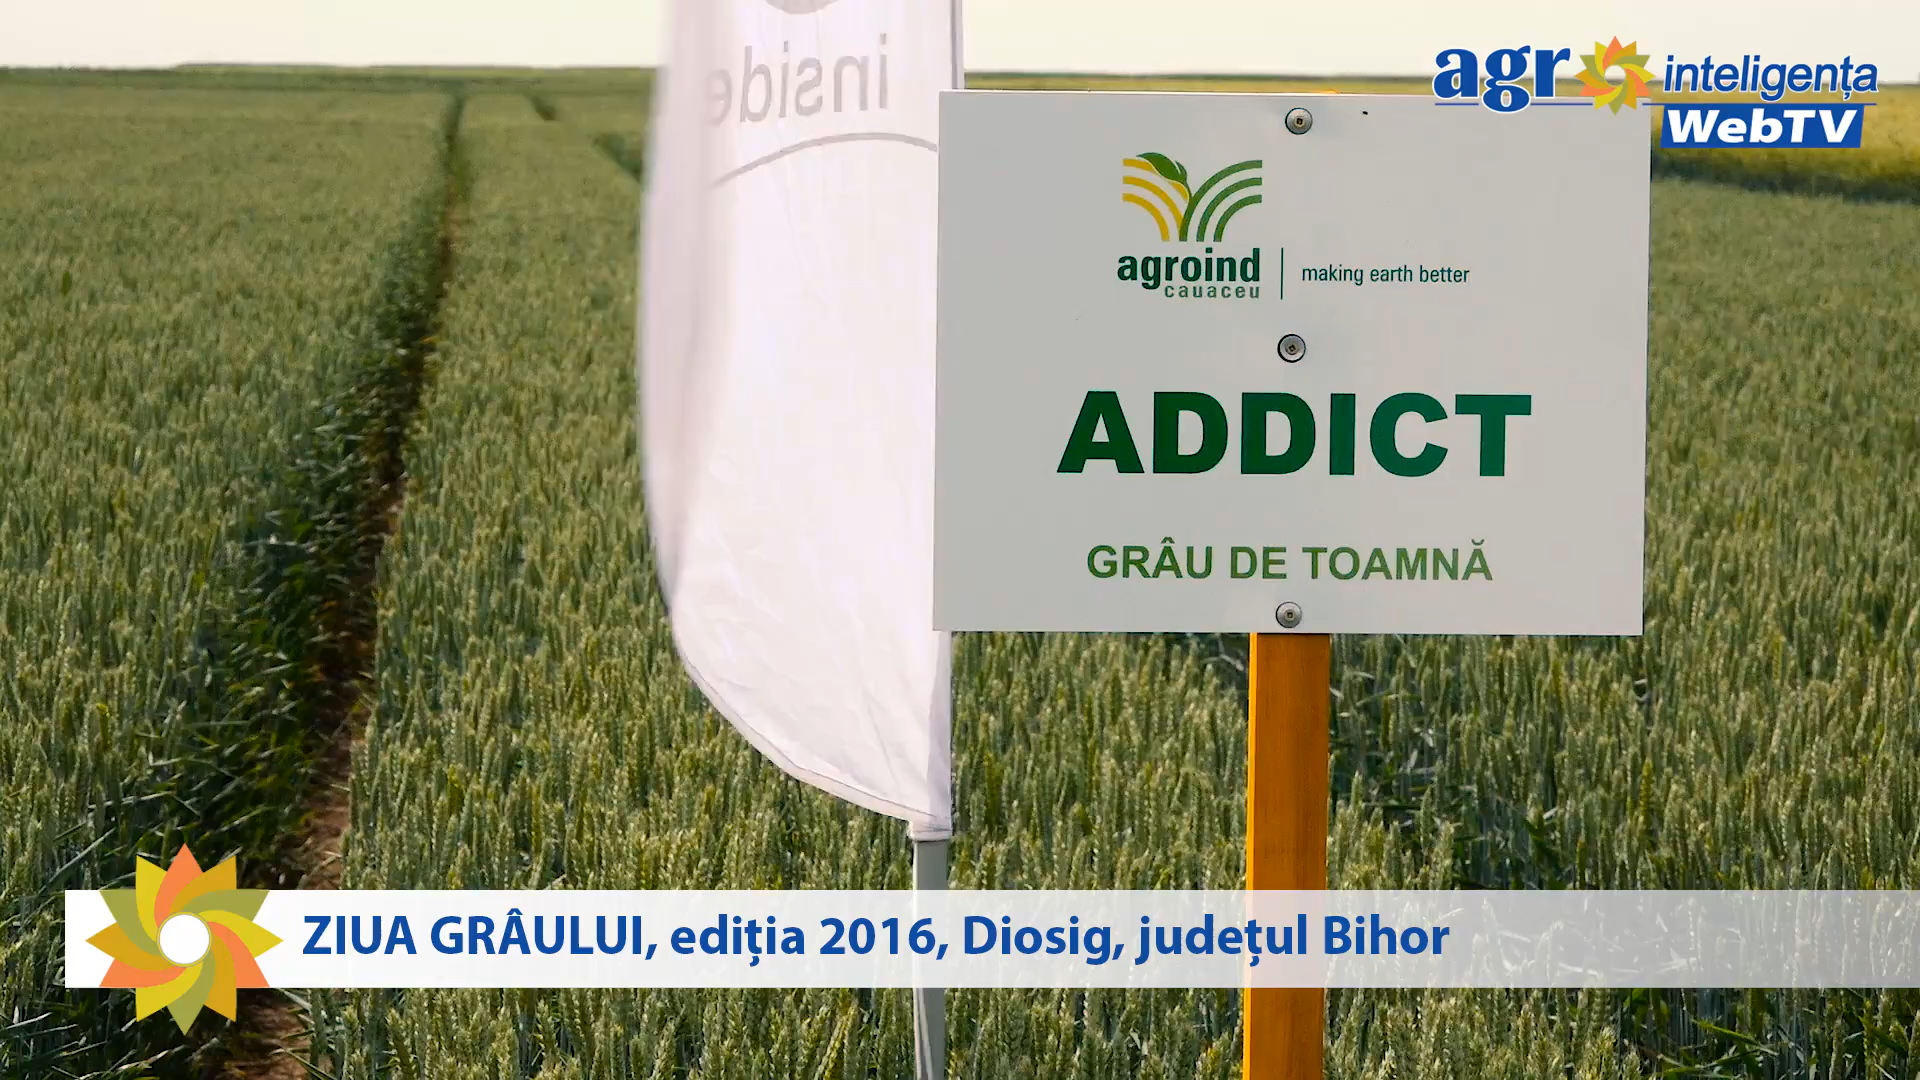 inside
agr inteligența
WebTV
agroind
cauaceu
making earth better
ADDICT
GRÂU DE TOAMNĂ
ZIUA GRÂULUI, ediția 2016, Diosig, județul Bihor